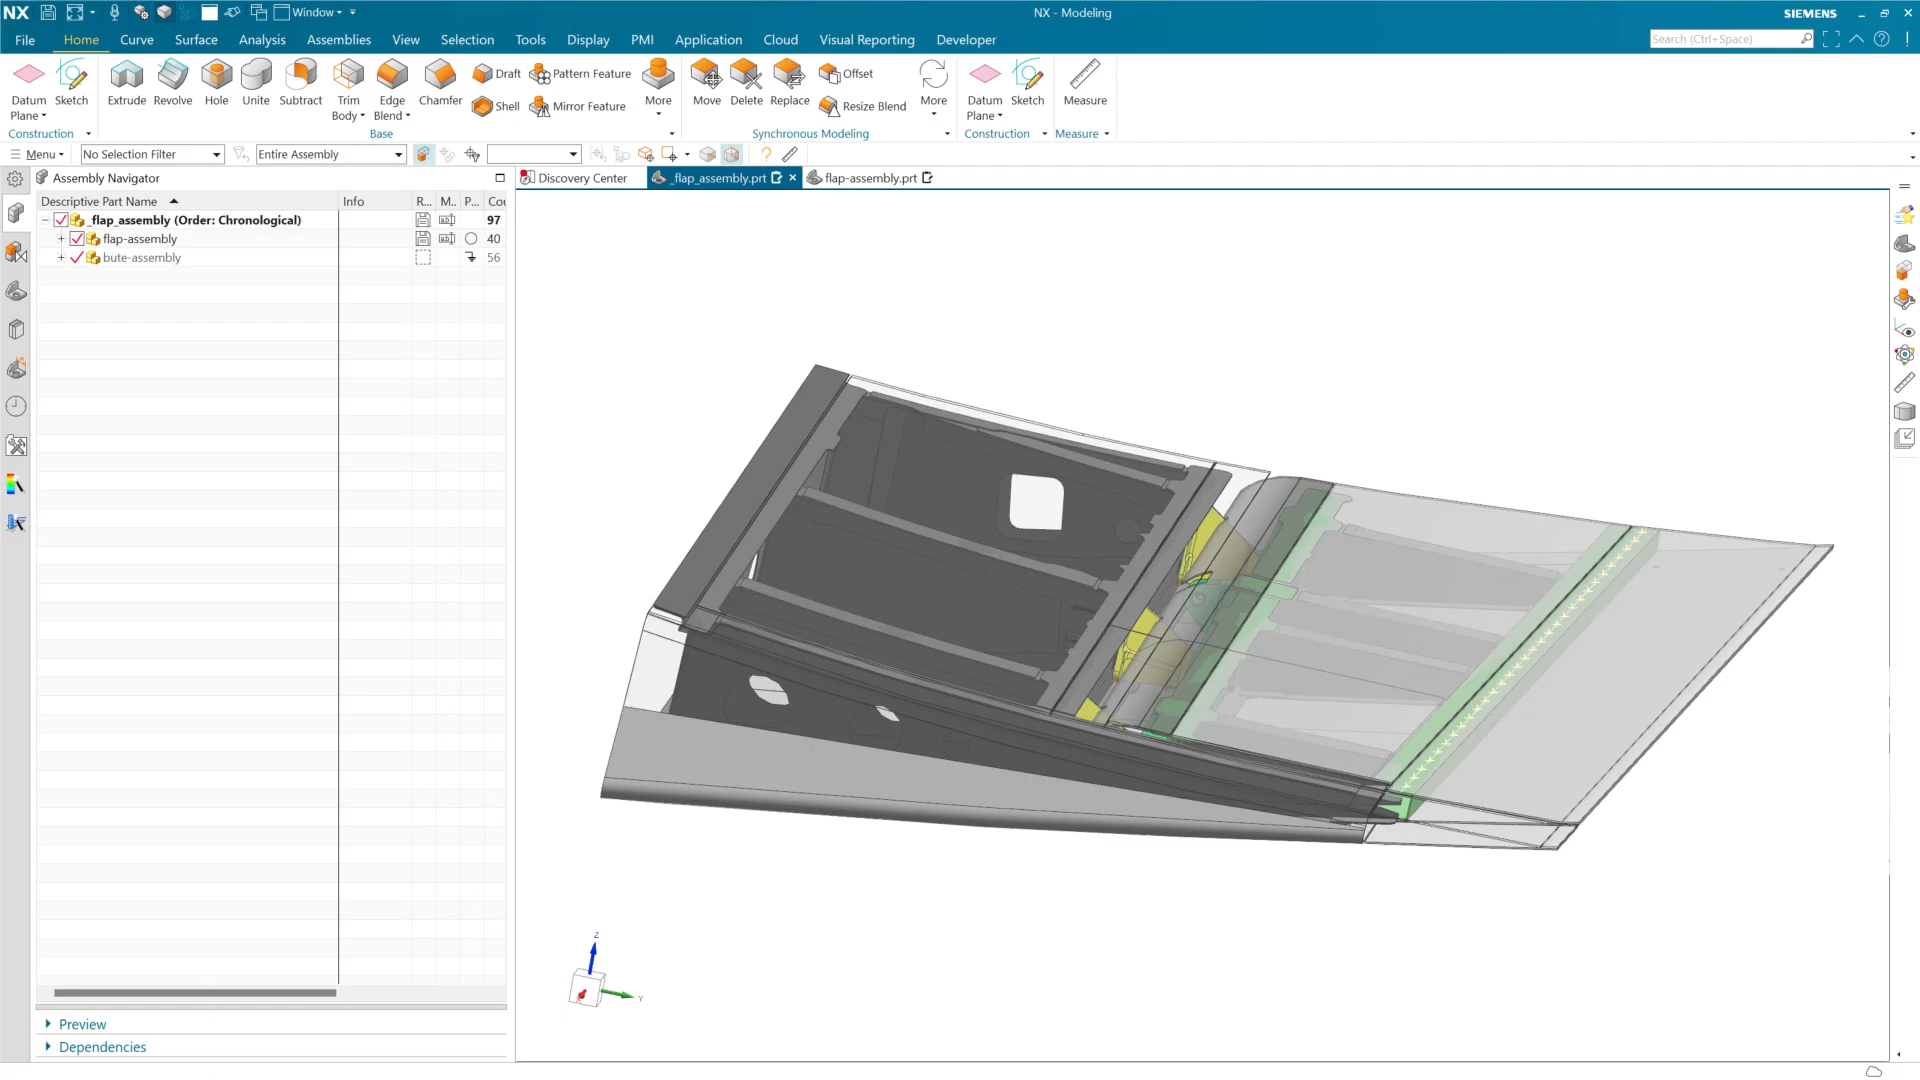 NX
Window
NX - Modeling
SIEMENS
File Home Curve Surface Analysis Assemblies View Selection Tools Display PMI Application Cloud Visual Reporting Developer
Search (Ctrl+Space)
Datum Plane
Sketch
Extrude
Revolve
Hole
Unite
Subtract
Trim Body
Edge Blend
Chamfer
Draft
Shell
Pattern Feature
Mirror Feature
More
Move
Delete
Replace
Offset
Resize Blend
More
Datum Plane
Sketch
Measure
Construction
Base
Synchronous Modeling
Construction
Measure
Menu
No Selection Filter
Entire Assembly
Assembly Navigator
Discovery Center
_flap_assembly.prt
flap-assembly.prt
Descriptive Part Name Info R... M.. P... Cou
_flap_assembly (Order: Chronological) 97
flap-assembly 40
bute-assembly 56
Z
Y
Preview
Dependencies